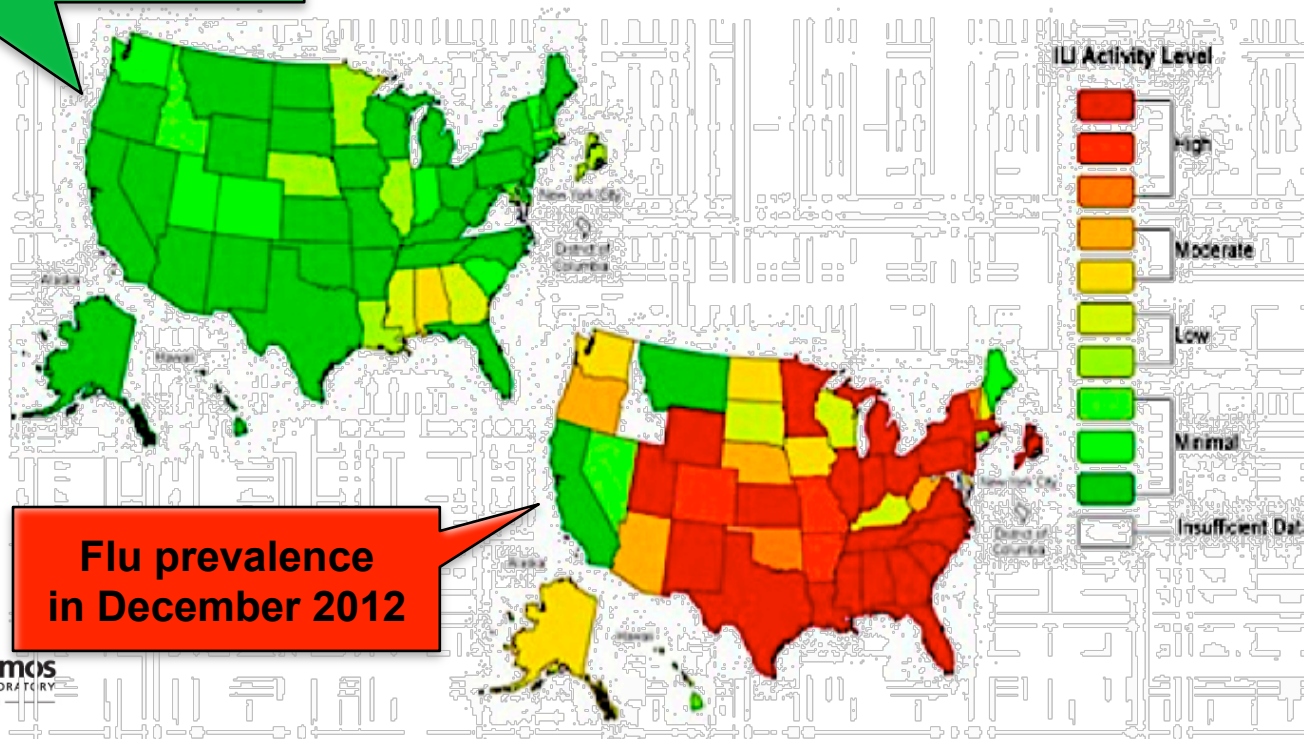 ILI Activity Level
High
Moderate
Low
Minimal
Insufficient Dat
New York City
District of
Columbia
Alaska
Hawaii
New York City
District of
Columbia
Alaska
Hawaii
Flu prevalence
in December 2012
mos
ORATORY